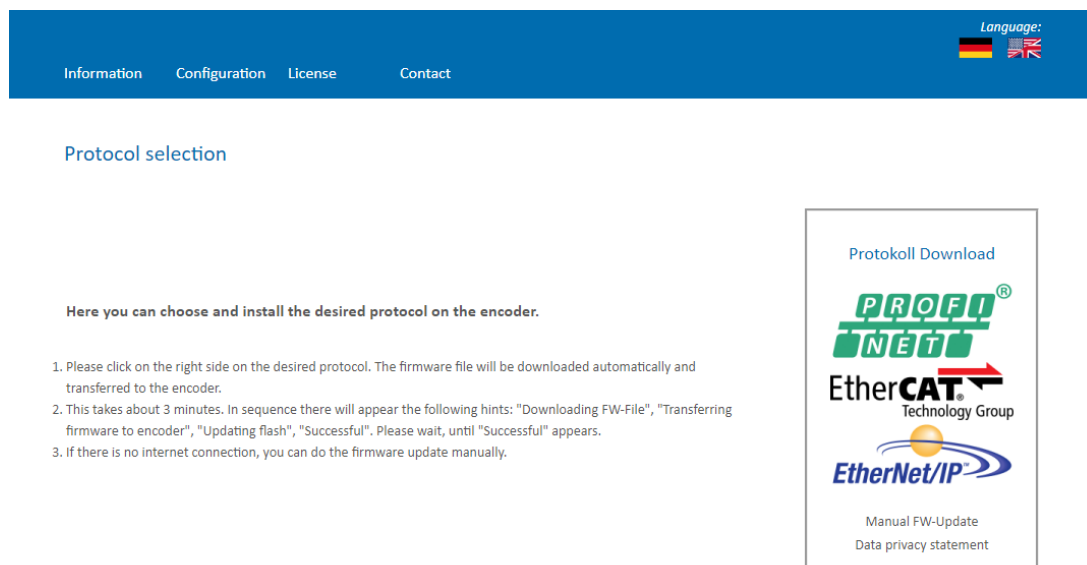 Language:
Information Configuration License Contact
Protocol selection
Here you can choose and install the desired protocol on the encoder.
1. Please click on the right side on the desired protocol. The firmware file will be downloaded automatically and
transferred to the encoder.
2. This takes about 3 minutes. In sequence there will appear the following hints: "Downloading FW-File", "Transferring
firmware to encoder", "Updating flash", "Successful". Please wait, until "Successful" appears.
3. If there is no internet connection, you can do the firmware update manually.
Protokoll Download
PROFI®
NET
EtherCAT®
Technology Group
EtherNet/IP™
Manual FW-Update
Data privacy statement